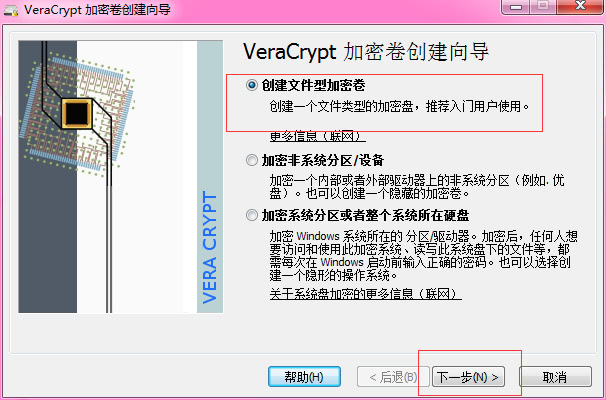 VeraCrypt 加密卷创建向导
VeraCrypt 加密卷创建向导
创建文件型加密卷
创建一个文件类型的加密盘，推荐入门用户使用。
更多信息（联网）
加密非系统分区/设备
加密一个内部或者外部驱动器上的非系统分区（例如. 优
盘）。也可以创建一个隐藏的加密卷。
加密系统分区或者整个系统所在硬盘
加密 Windows 系统所在的 分区/驱动器。加密后，任何人想
要访问和使用此加密系统、读写此系统盘下的文件等，都
需每次在 Windows 启动前输入正确的密码。也可以选择创
建一个隐形的操作系统。
关于系统盘加密的更多信息（联网）
VERA CRYPT
帮助(H)
< 后退(B)
下一步(N) >
取消